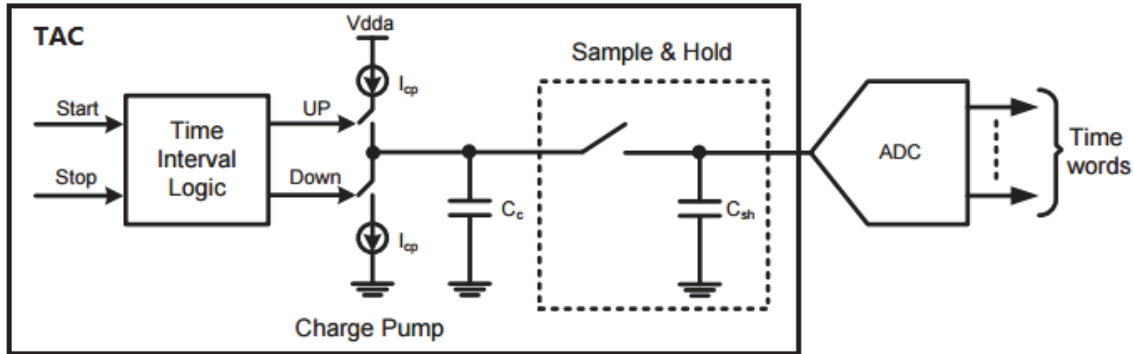 TAC
Vdda
Sample & Hold
Icp
Start
UP
Time
Interval
Logic
ADC
Time
words
Stop
Down
Cc
Csh
Icp
Charge Pump